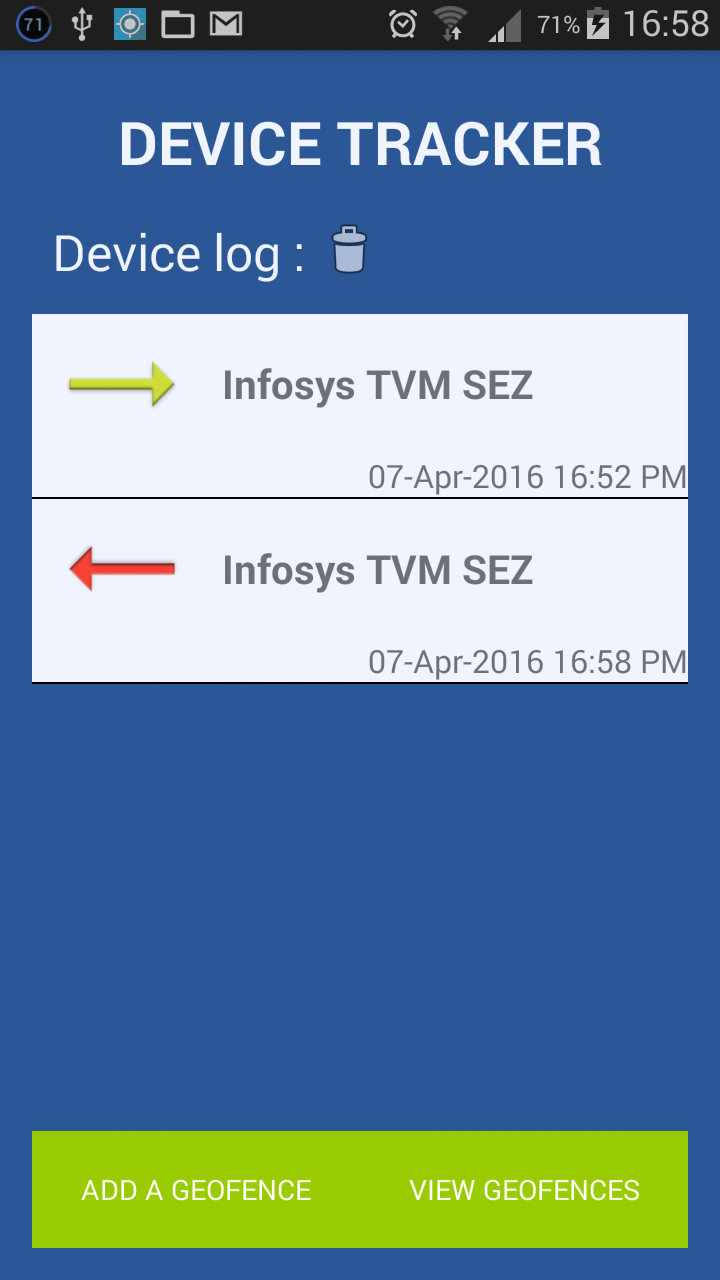 71 71% 16:58
DEVICE TRACKER
Device log :
Infosys TVM SEZ
07-Apr-2016 16:52 PM
Infosys TVM SEZ
07-Apr-2016 16:58 PM
ADD A GEOFENCE VIEW GEOFENCES